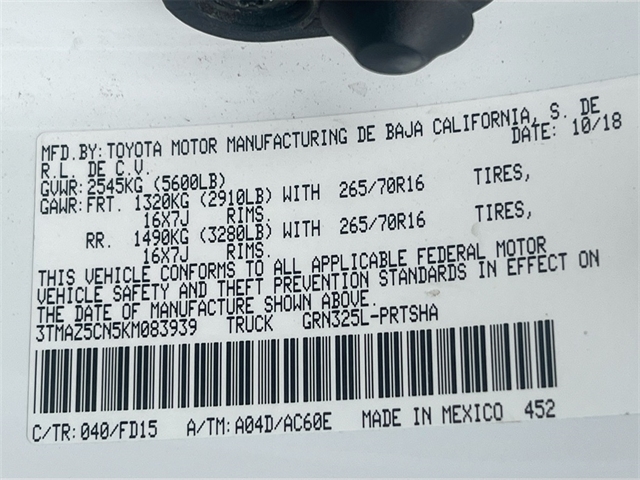 MFD.BY:TOYOTA MOTOR MANUFACTURING DE BAJA CALIFORNIA, S. DE
R.L. DE C.V. DATE: 10/18
GVWR:2545KG (5600LB)
GAWR:FRT. 1320KG (2910LB) WITH 265/70R16 TIRES,
16X7J RIMS.
RR. 1490KG (3280LB) WITH 265/70R16 TIRES,
16X7J RIMS.
THIS VEHICLE CONFORMS TO ALL APPLICABLE FEDERAL MOTOR
VEHICLE SAFETY AND THEFT PREVENTION STANDARDS IN EFFECT ON
THE DATE OF MANUFACTURE SHOWN ABOVE.
3TMAZ5CN5KM083939 TRUCK GRN325L-PRTSHA
C/TR:040/FD15 A/TM:A04D/AC60E MADE IN MEXICO 452